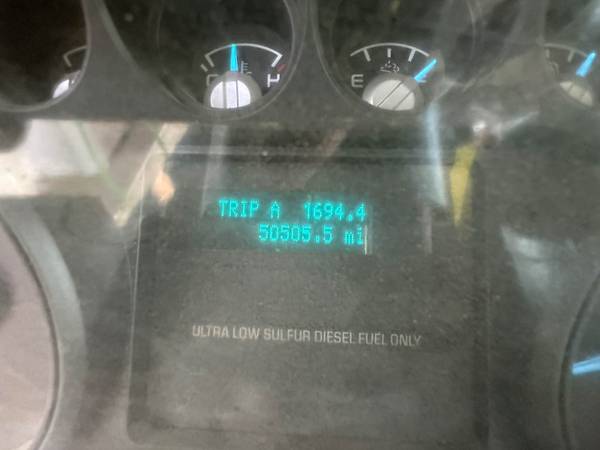 C H E
TRIP A 1694.4
50505.5 mi
ULTRA LOW SULFUR DIESEL FUEL ONLY